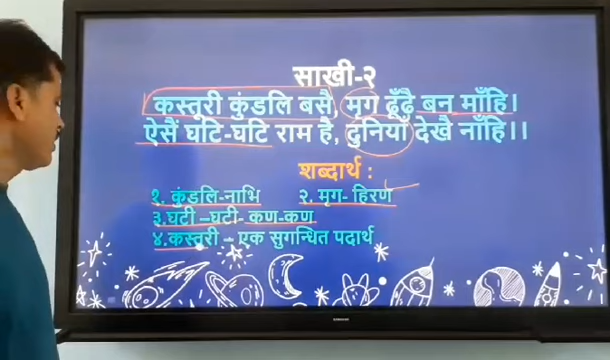 साखी-२
कस्तूरी कुंडलि बसै, मृग ढूँढै बन माँहि।
ऐसैं घटि-घटि राम है, दुनियाँ देखै नाँहि।।
शब्दार्थ :
१. कुंडलि-नाभि २. मृग- हिरण
३.घटी –घटी- कण-कण
४.कस्तूरी – एक सुगन्धित पदार्थ
SAMSUNG